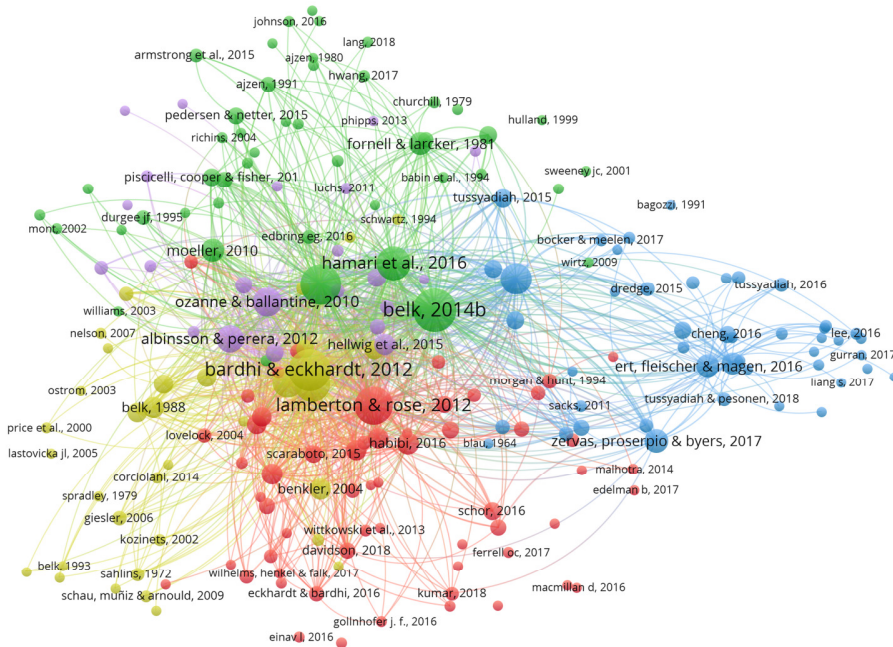 johnson, 2016
lang, 2018
armstrong et al., 2015
ajzen, 1980
hwang, 2017
ajzen, 1991
churchill, 1979
pedersen & netter, 2015
phipps, 2013
hulland, 1999
richins, 2004
fornell & larcker, 1981
sweeney jc, 2001
piscicelli, cooper & fisher, 201
babin et al., 1994
luchs, 2011
tussyadiah, 2015
bagozzi, 1991
durgee jf, 1995
schwartz, 1994
mont, 2002
edbring eg, 2016
bocker & meelen, 2017
moeller, 2010
hamari et al., 2016
wirtz, 2009
dredge, 2015
tussyadiah, 2016
ozanne & ballantine, 2010
belk, 2014b
williams, 2003
nelson, 2007
albinsson & perera, 2012
hellwig et al., 2015
cheng, 2016
lee, 2016
gurran, 2017
bardhi & eckhardt, 2012
ert, fleischer & magen, 2016
morgan & hunt, 1994
liang s, 2017
ostrom, 2003
belk, 1988
lamberton & rose, 2012
sacks, 2011
tussyadiah & pesonen, 2018
price et al., 2000
lovelock, 2004
habibi, 2016
blau, 1964
zervas, proserpio & byers, 2017
lastovicka jl, 2005
scaraboto, 2015
corciolani, 2014
malhotra, 2014
spradley, 1979
benkler, 2004
edelman b, 2017
giesler, 2006
schor, 2016
kozinets, 2002
wittkowski et al., 2013
davidson, 2018
ferrell oc, 2017
belk, 1993
sahlins, 1972
wilhelms, henkel & falk, 2017
macmillan d, 2016
schau, muñiz & arnould, 2009
eckhardt & bardhi, 2016
kumar, 2018
gollnhofer j. f., 2016
einav l, 2016